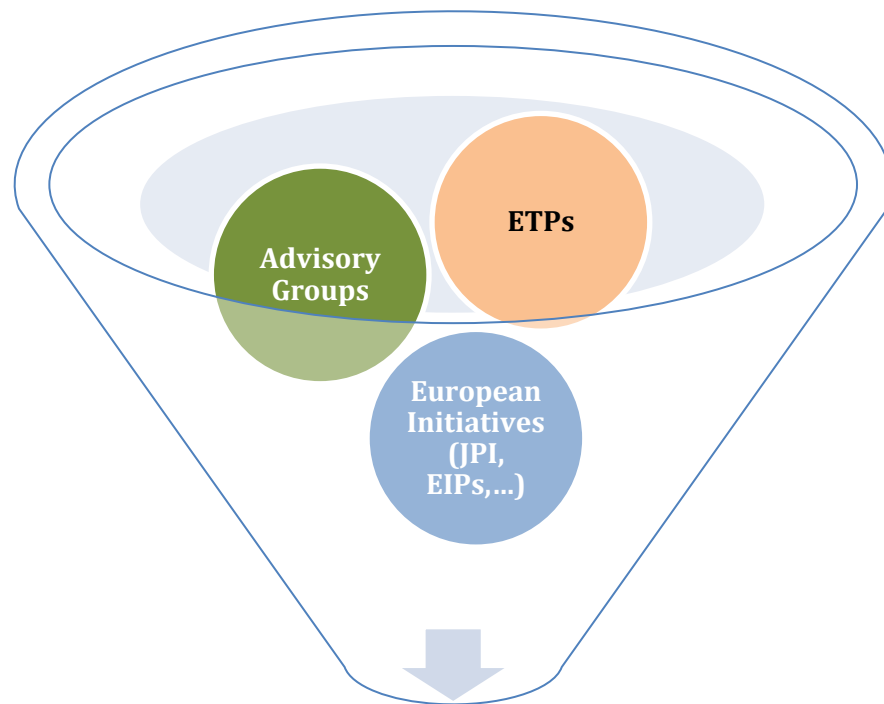 ETPs
Advisory
Groups
European
Initiatives
(JPI,
EIPs,...)